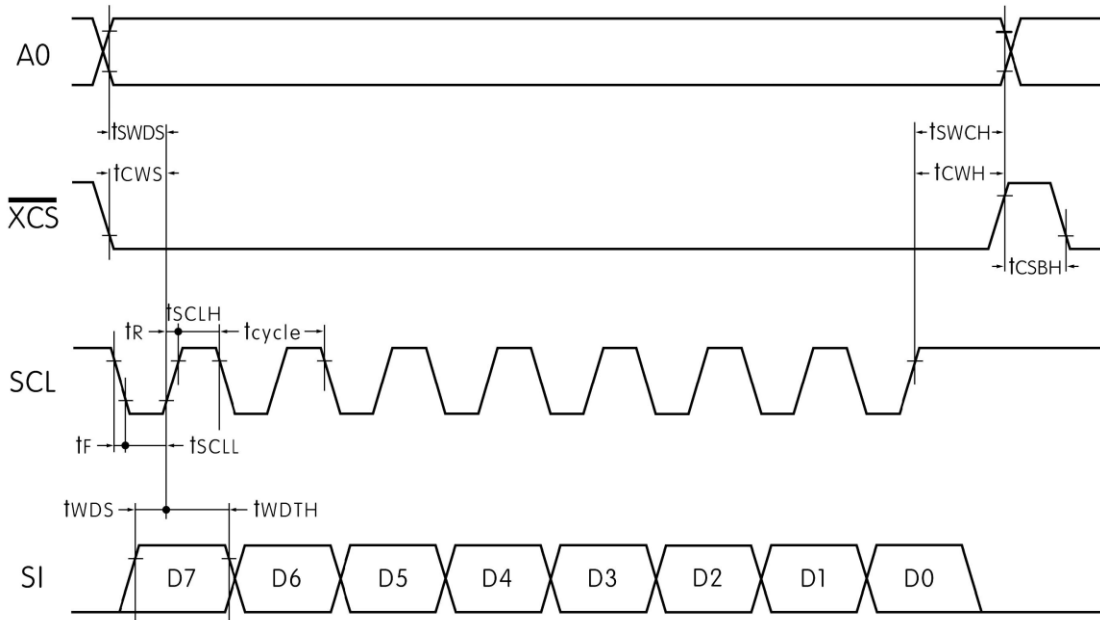 A0
tSWDS
tSWCH
tCWS
tCWH
XCS
tCSBH
tSCLH
tR
tcycle
SCL
tF
tSCLL
tWDS
tWDTH
SI
D7 D6 D5 D4 D3 D2 D1 D0